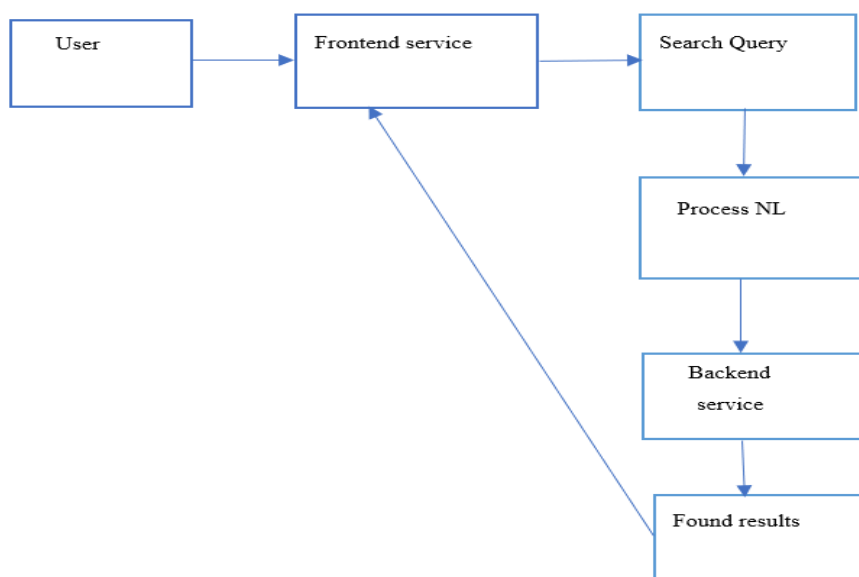 User
Frontend service
Search Query
Process NL
Backend
service
Found results